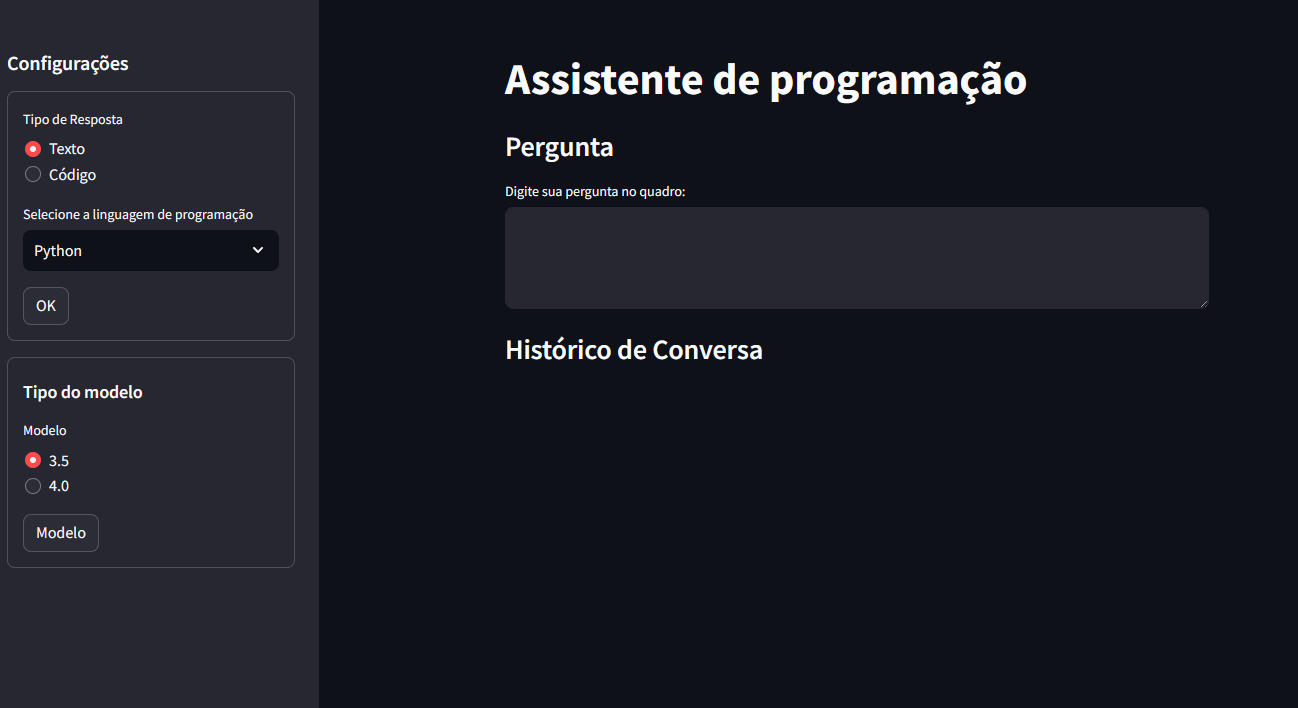 Configurações
Tipo de Resposta
Texto
Código
Selecione a linguagem de programação
Python
OK
Tipo do modelo
Modelo
3.5
4.0
Modelo
Assistente de programação
Pergunta
Digite sua pergunta no quadro:
Histórico de Conversa